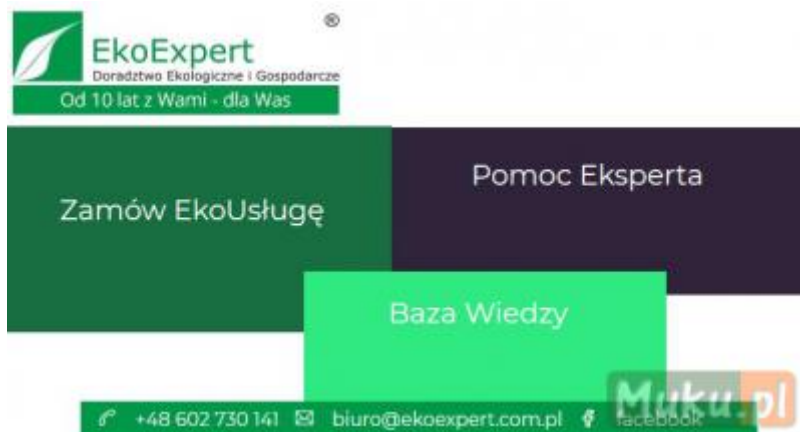 ®
EkoExpert
Doradztwo Ekologiczne i Gospodarcze
Od 10 lat z Wami - dla Was
Pomoc Eksperta
Zamów EkoUsługę
Baza Wiedzy
+48 602 730 141 biuro@ekoexpert.com.pl facebook
Muku.pl